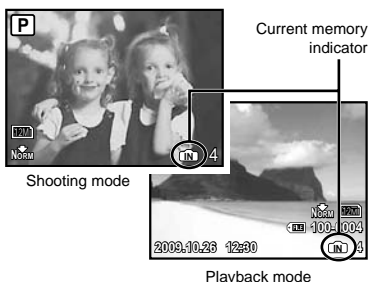 P
Current memory
indicator
12M
NORM
IN 4
Shooting mode
NORM 12M
FILE 100-0004
2009.10.26 12:30 IN 4
Playback mode